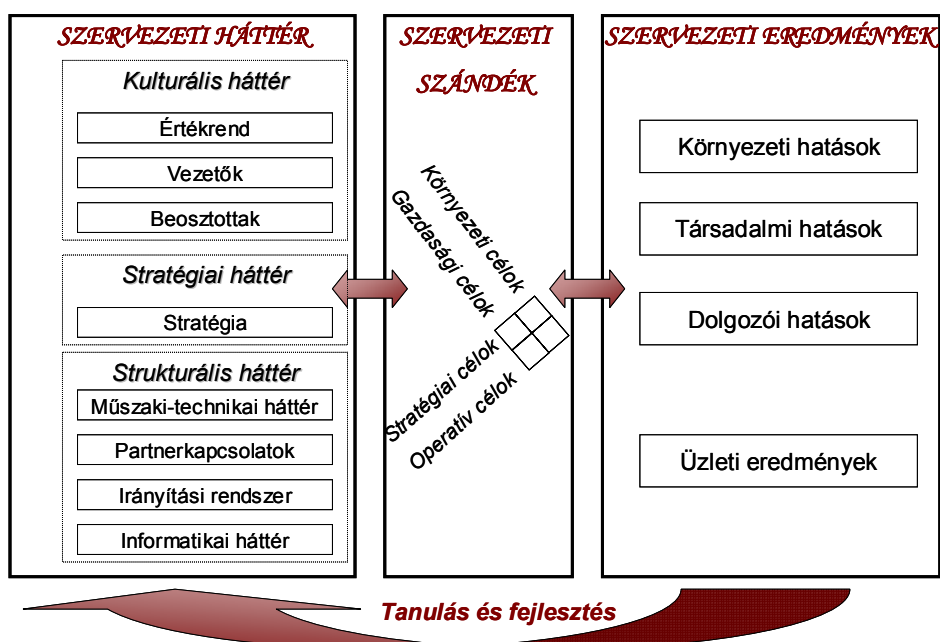 SZERVEZETI HÁTTÉR
Kulturális háttér
Értékrend
Vezetők
Beosztottak
Stratégiai háttér
Stratégia
Strukturális háttér
Műszaki-technikai háttér
Partnerkapcsolatok
Irányítási rendszer
Informatikai háttér
SZERVEZETI
SZÁNDÉK
Környezeti célok
Gazdasági célok
Stratégiai célok
Operatív célok
SZERVEZETI EREDMÉNYEK
Környezeti hatások
Társadalmi hatások
Dolgozói hatások
Üzleti eredmények
Tanulás és fejlesztés